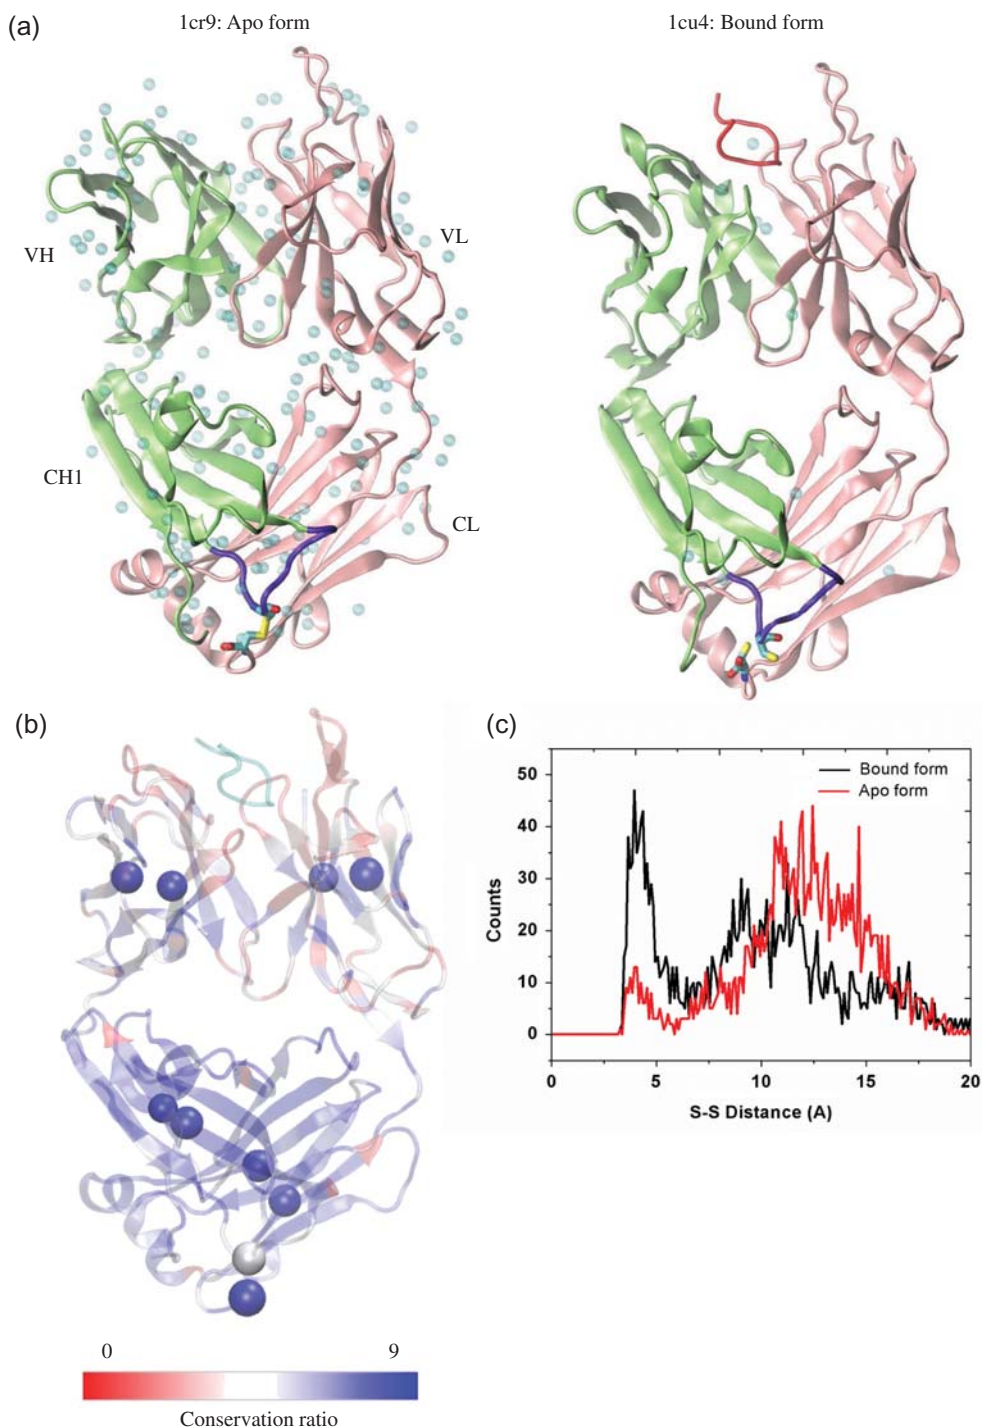 (a)
1cr9: Apo form
1cu4: Bound form
VH
VL
CH1
CL
(b)
0
9
Conservation ratio
(c)
Bound form
Apo form
50
40
30
20
10
0
Counts
0
5
10
15
20
S-S Distance (A)